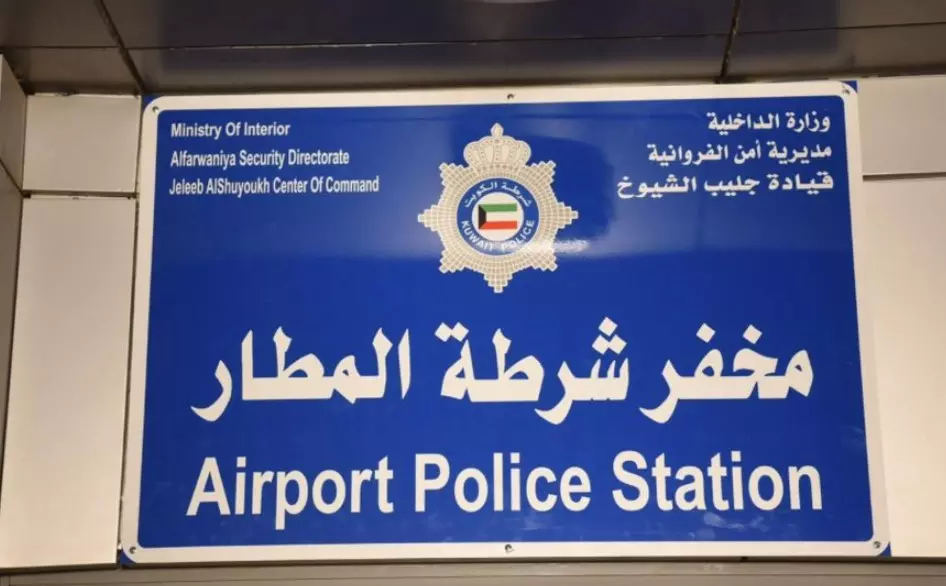 Ministry Of Interior
Alfarwaniya Security Directorate
Jeleeb AlShuyoukh Center Of Command
وزارة الداخلية
مديرية أمن الفروانية
قيادة جليب الشيوخ
شرطة الكويت
KUWAIT POLICE
مخفر شرطة المطار
Airport Police Station